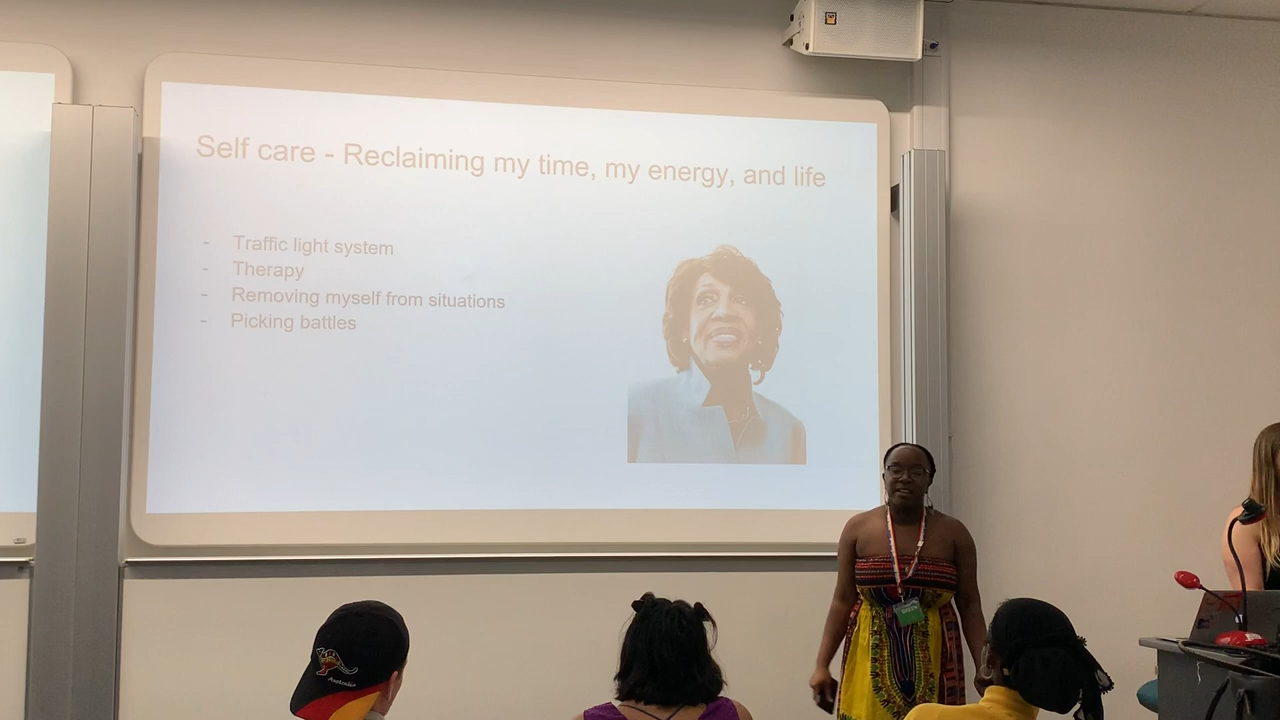 Self care - Reclaiming my time, my energy, and life
- Traffic light system
- Therapy
- Removing myself from situations
- Picking battles
Australia